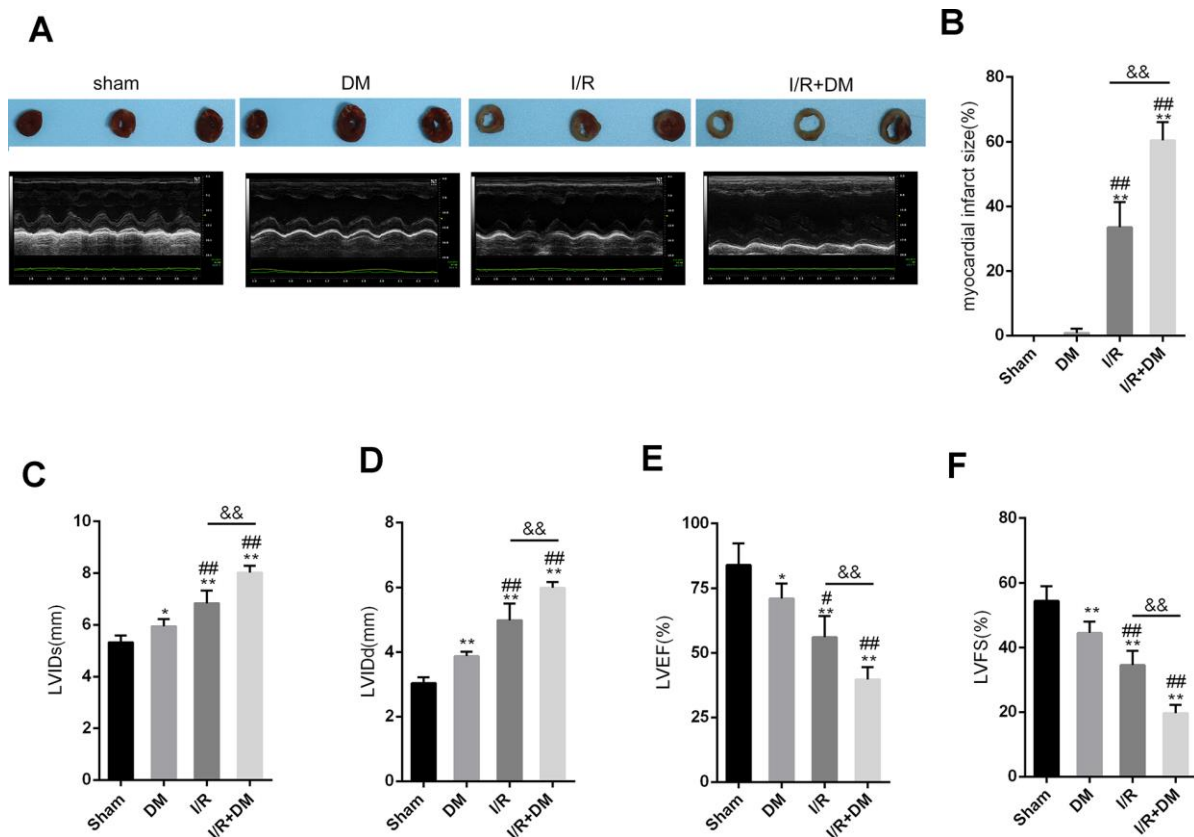 A
sham
DM
I/R
I/R+DM
B
&&
##
**
##
**
80
60
40
20
0
myocardial infarct size(%)
Sham
DM
I/R
I/R+DM
C
&&
##
**
##
**
*
10
8
6
4
2
0
LVIDs(mm)
Sham
DM
I/R
I/R+DM
D
&&
##
**
##
**
**
8
6
4
2
0
LVIDd(mm)
Sham
DM
I/R
I/R+DM
E
100
75
50
25
0
*
&&
#
**
##
**
LVEF(%)
Sham
DM
I/R
I/R+DM
F
80
60
40
20
0
**
&&
##
**
##
**
LVFS(%)
Sham
DM
I/R
I/R+DM